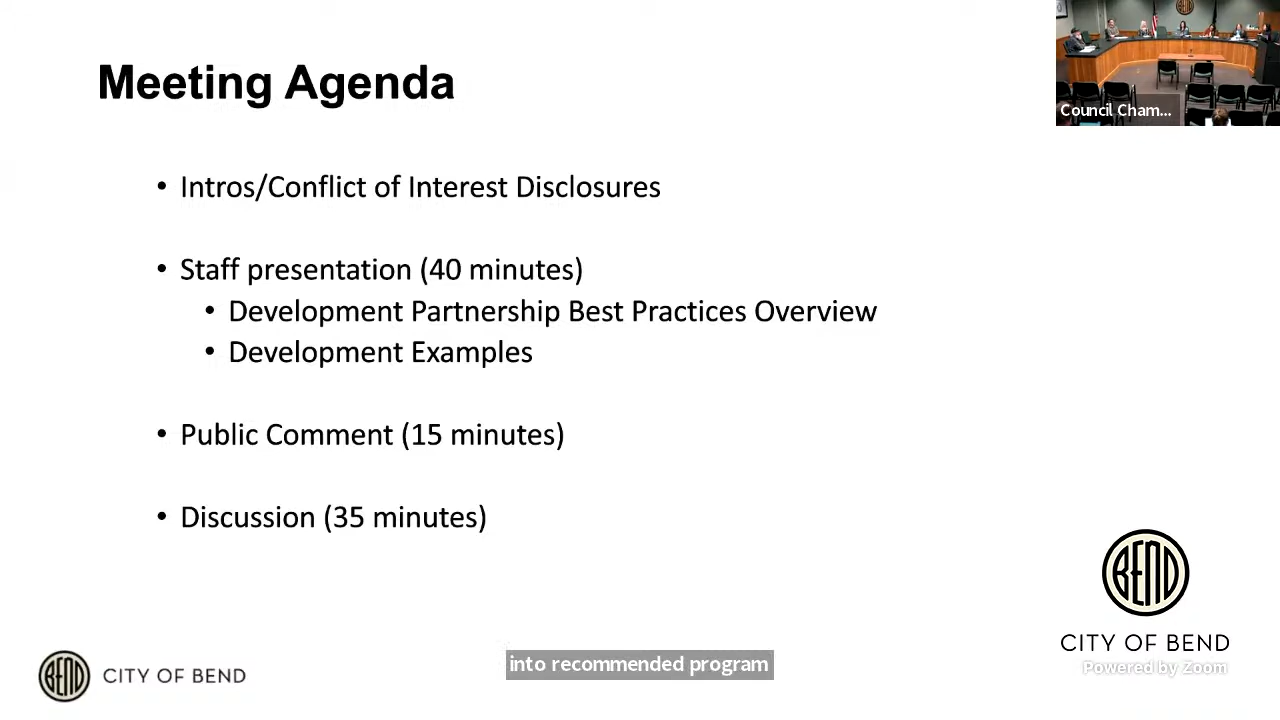 Meeting Agenda
Council Cham...
• Intros/Conflict of Interest Disclosures
• Staff presentation (40 minutes)
• Development Partnership Best Practices Overview
• Development Examples
• Public Comment (15 minutes)
• Discussion (35 minutes)
BEND
CITY OF BEND
Powered by Zoom
BEND CITY OF BEND
into recommended program